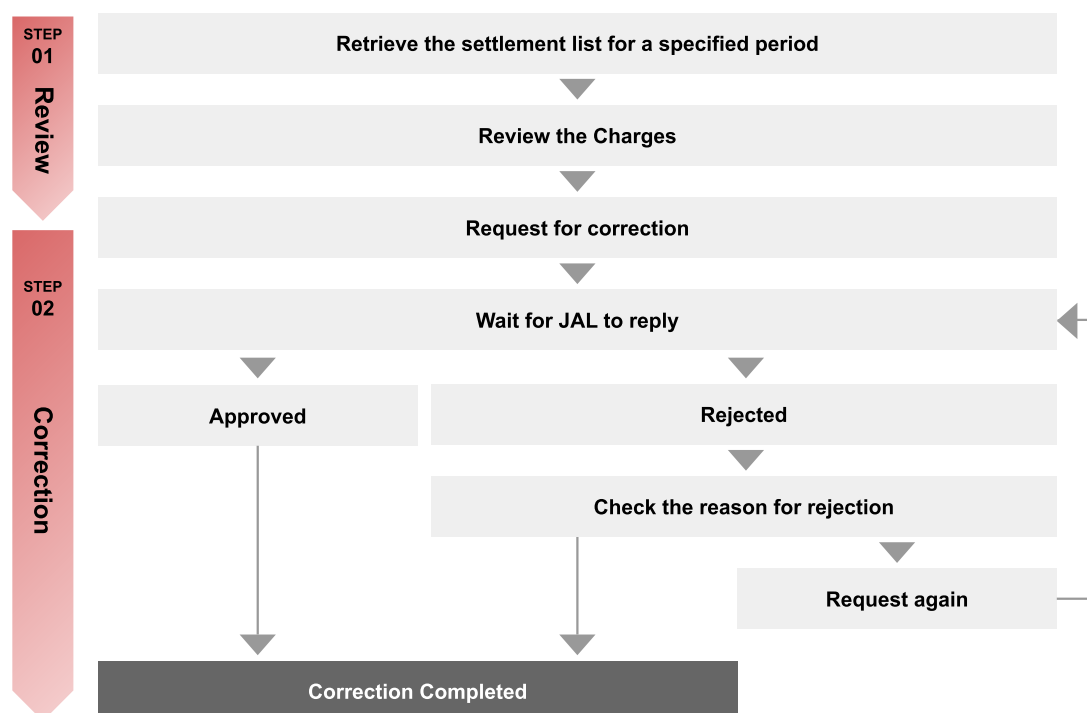 STEP
01
Review
Retrieve the settlement list for a specified period
Review the Charges
Request for correction
STEP
02
Correction
Wait for JAL to reply
Approved
Rejected
Check the reason for rejection
Request again
Correction Completed